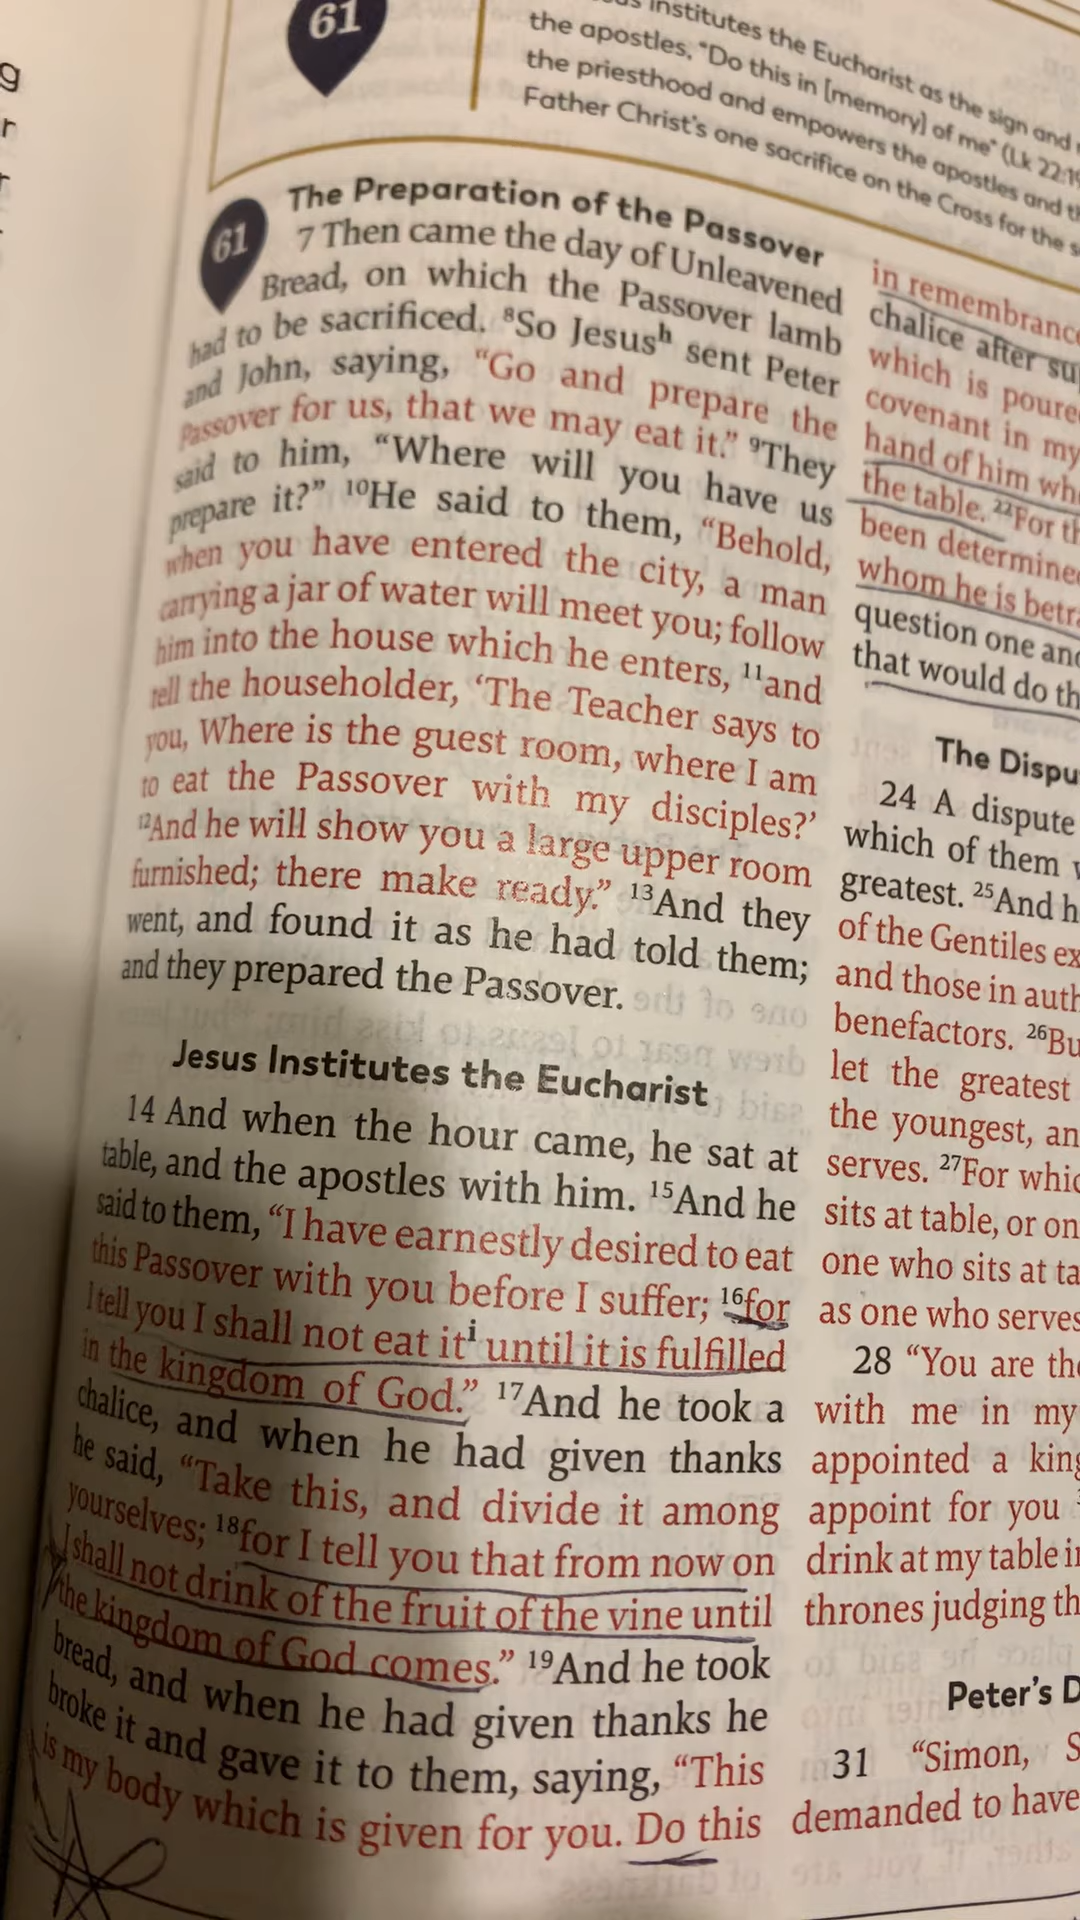 61
Institutes the Eucharist as the sign and
the apostles, "Do this in [memory] of me" (Lk 22:19
the priesthood and empowers the apostles and
Father Christ's one sacrifice on the Cross for the
61
The Preparation of the Passover
7 Then came the day of Unleavened
Bread, on which the Passover lamb
had to be sacrificed. 8So Jesush sent Peter
and John, saying, “Go and prepare the
Passover for us, that we may eat it.” 9They
said to him, “Where will you have us
prepare it?” 10He said to them, “Behold,
when you have entered the city, a man
carrying a jar of water will meet you; follow
him into the house which he enters, 11and
tell the householder, ‘The Teacher says to
you, Where is the guest room, where I am
to eat the Passover with my disciples?’
12And he will show you a large upper room
furnished; there make ready.” 13And they
went, and found it as he had told them;
and they prepared the Passover.
Jesus Institutes the Eucharist
14 And when the hour came, he sat at
table, and the apostles with him. 15And he
said to them, “I have earnestly desired to eat
this Passover with you before I suffer; 16for
I tell you I shall not eat iti until it is fulfilled
in the kingdom of God.” 17And he took a
chalice, and when he had given thanks
he said, “Take this, and divide it among
yourselves; 18for I tell you that from now on
I shall not drink of the fruit of the vine until
the kingdom of God comes.” 19And he took
bread, and when he had given thanks he
broke it and gave it to them, saying, “This
is my body which is given for you. Do this
in remembrance
chalice after su
which is poure
covenant in my
hand of him wh
the table. 22For th
been determine
whom he is betra
question one and
that would do th
The Dispu
24 A dispute
which of them
greatest. 25And h
of the Gentiles ex
and those in auth
benefactors. 26Bu
let the greatest
the youngest, an
serves. 27For whic
sits at table, or on
one who sits at ta
as one who serves
28 “You are the
with me in my
appointed a king
appoint for you
drink at my table in
thrones judging th
Peter’s D
31 “Simon, S
demanded to have